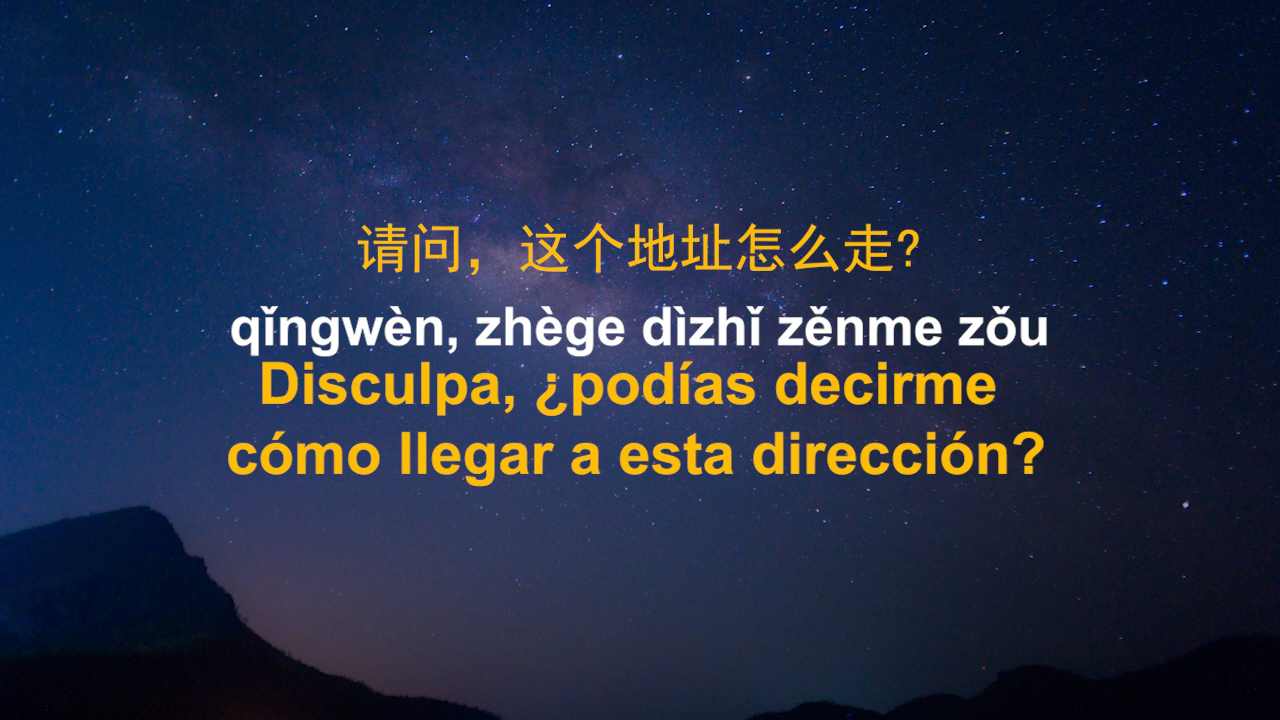 请问，这个地址怎么走?
qǐngwèn, zhège dìzhǐ zěnme zǒu
Disculpa, ¿podías decirme
cómo llegar a esta dirección?